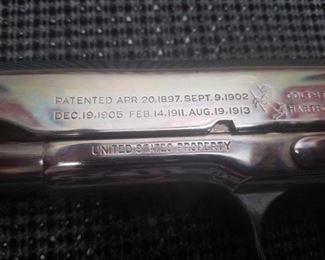 PATENTED APR.20,1897.SEPT.9,1902
DEC.19,1905 FEB.14,1911.AUG.19,1913
COLT'S
UNITED STATES PROPERTY